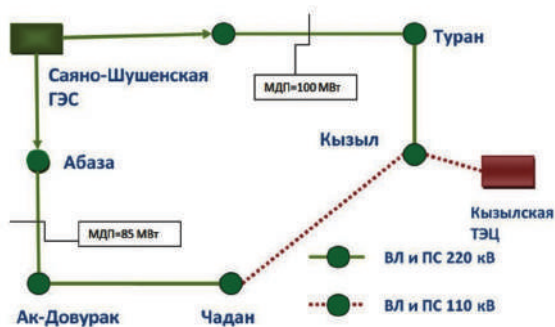 Саяно-Шушенская
ГЭС
МДП=100 МВт
Туран
Кызыл
Абаза
МДП=85 МВт
Кызылская
ТЭЦ
ВЛ и ПС 220 кВ
ВЛ и ПС 110 кВ
Ак-Довурак
Чадан